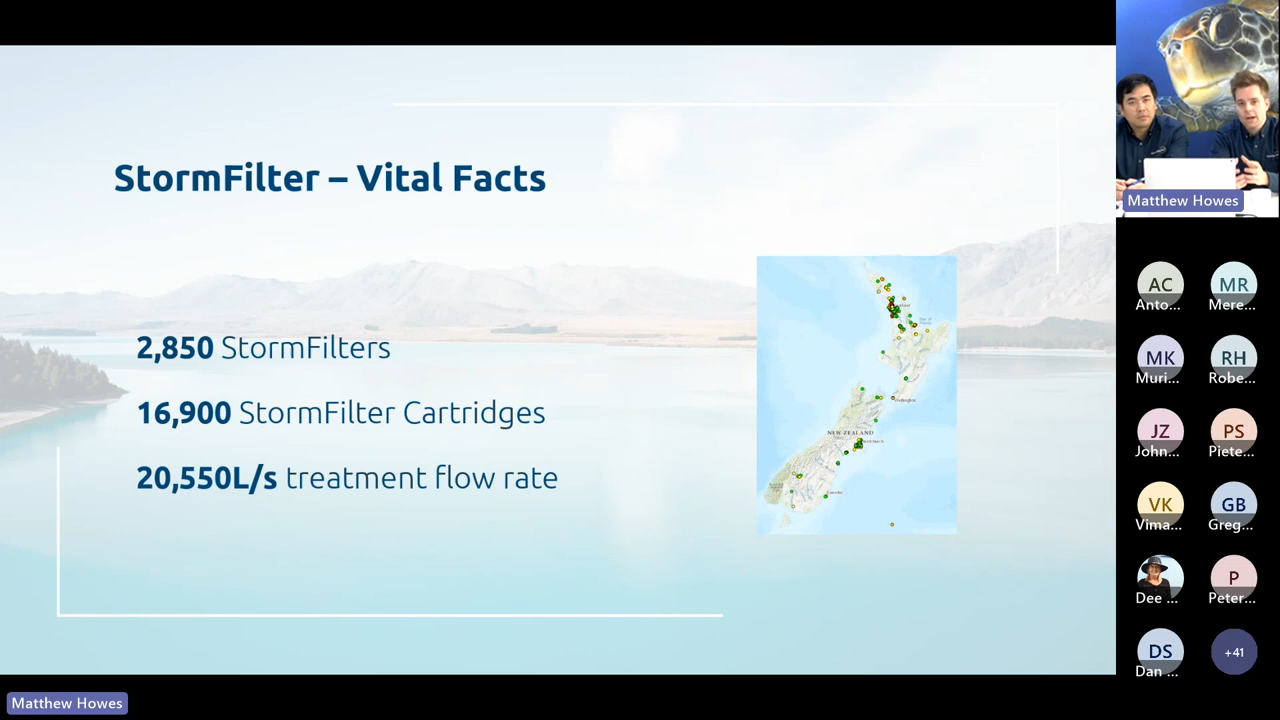 StormFilter – Vital Facts
2,850 StormFilters
16,900 StormFilter Cartridges
20,550L/s treatment flow rate
NEW ZEALAND
Matthew Howes
AC
Anto...
MR
Mere...
MK
Muri...
RH
Robe...
JZ
John...
PS
Piete...
VK
Vima...
GB
Greg...
Dee ...
P
Peter...
DS
Dan ...
+41
Matthew Howes